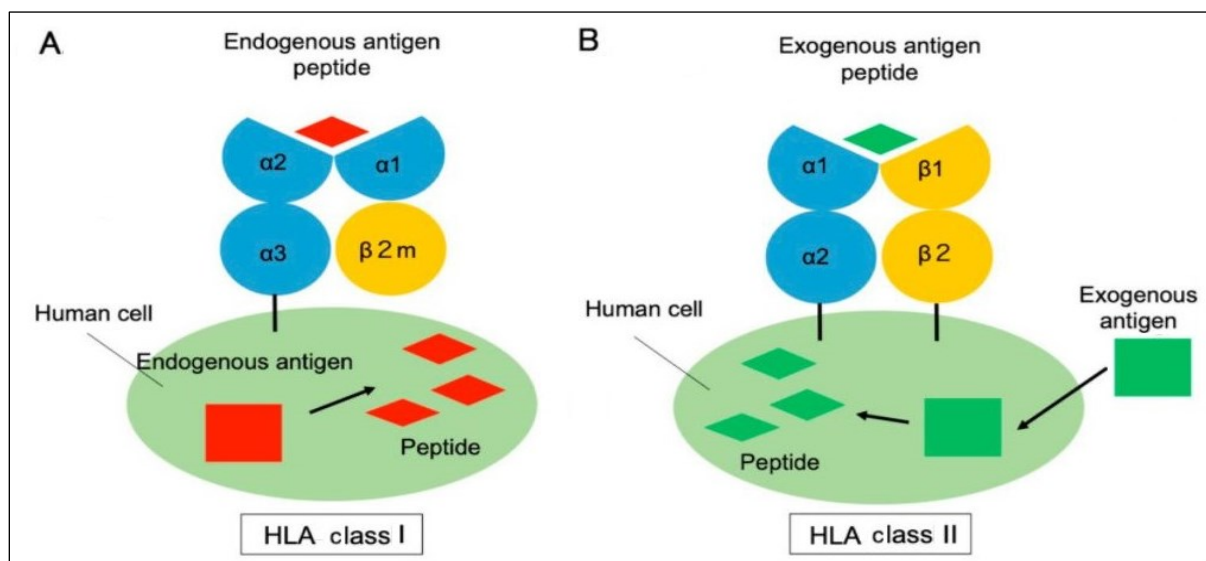 A
Endogenous antigen
peptide
α2
α1
α3
β2m
Human cell
Endogenous antigen
Peptide
HLA class I
B
Exogenous antigen
peptide
α1
β1
α2
β2
Human cell
Exogenous
antigen
Peptide
HLA class II